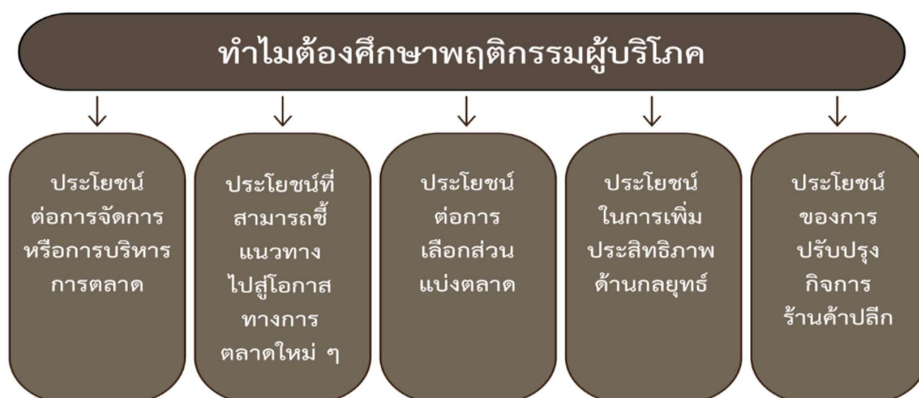 ทำไมต้องศึกษาพฤติกรรมผู้บริโภค
ประโยชน์
ต่อการจัดการ
หรือการบริหาร
การตลาด
ประโยชน์ที่
สามารถชี้
แนวทาง
ไปสู่โอกาส
ทางการ
ตลาดใหม่ ๆ
ประโยชน์
ต่อการ
เลือกส่วน
แบ่งตลาด
ประโยชน์
ในการเพิ่ม
ประสิทธิภาพ
ด้านกลยุทธ์
ประโยชน์
ของการ
ปรับปรุง
กิจการ
ร้านค้าปลีก